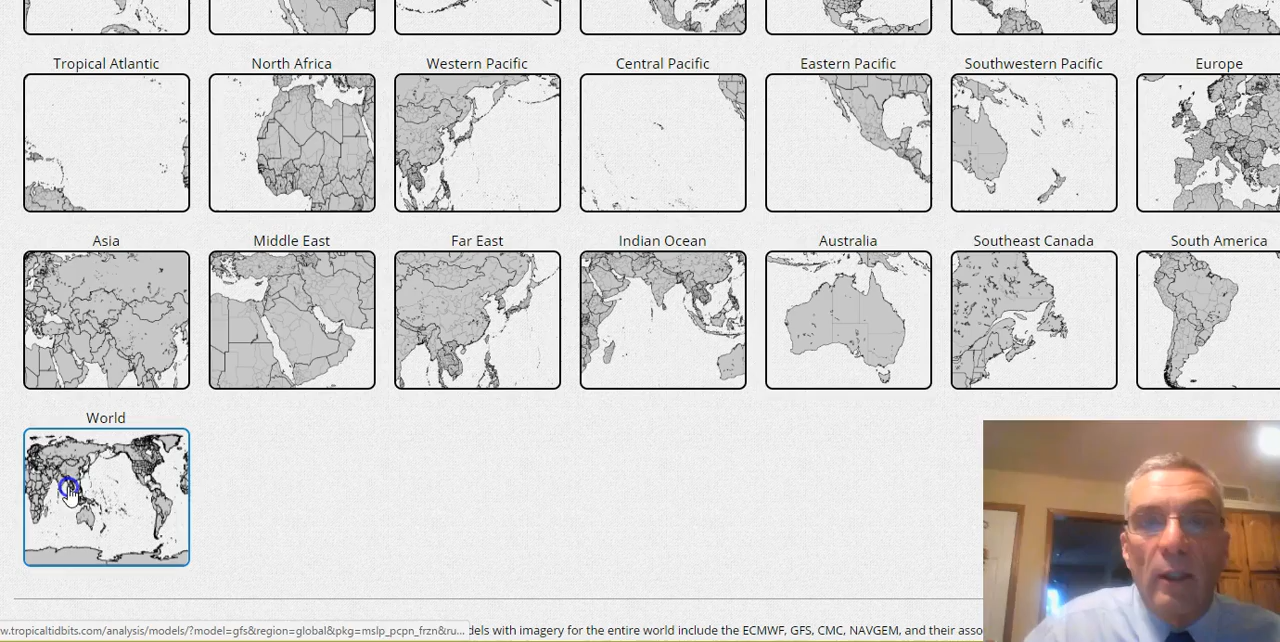 Tropical Atlantic North Africa Western Pacific Central Pacific Eastern Pacific Southwestern Pacific Europe
Asia Middle East Far East Indian Ocean Australia Southeast Canada South America
World
w.tropicaltidbits.com/analysis/models/?model=gfs&region=global&pkg=mslp_pcpn_frzn&ru... dels with imagery for the entire world include the ECMWF, GFS, CMC, NAVGEM, and their asso